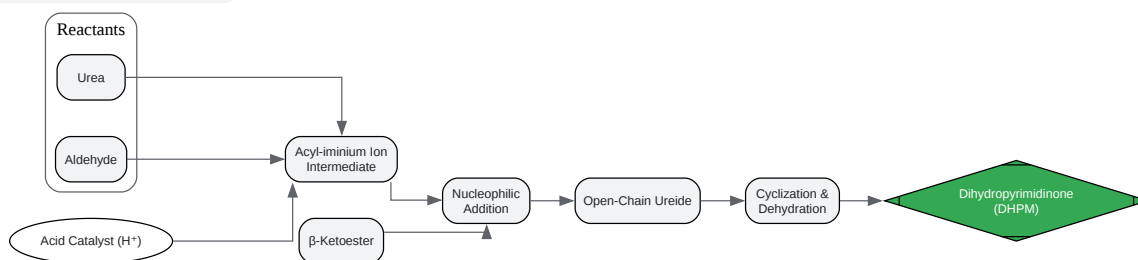 Reactants
Urea
Aldehyde
Acid Catalyst (H⁺)
Acyl-iminium Ion
Intermediate
β-Ketoester
Nucleophilic
Addition
Open-Chain Ureide
Cyclization &
Dehydration
Dihydropyrimidinone
(DHPM)